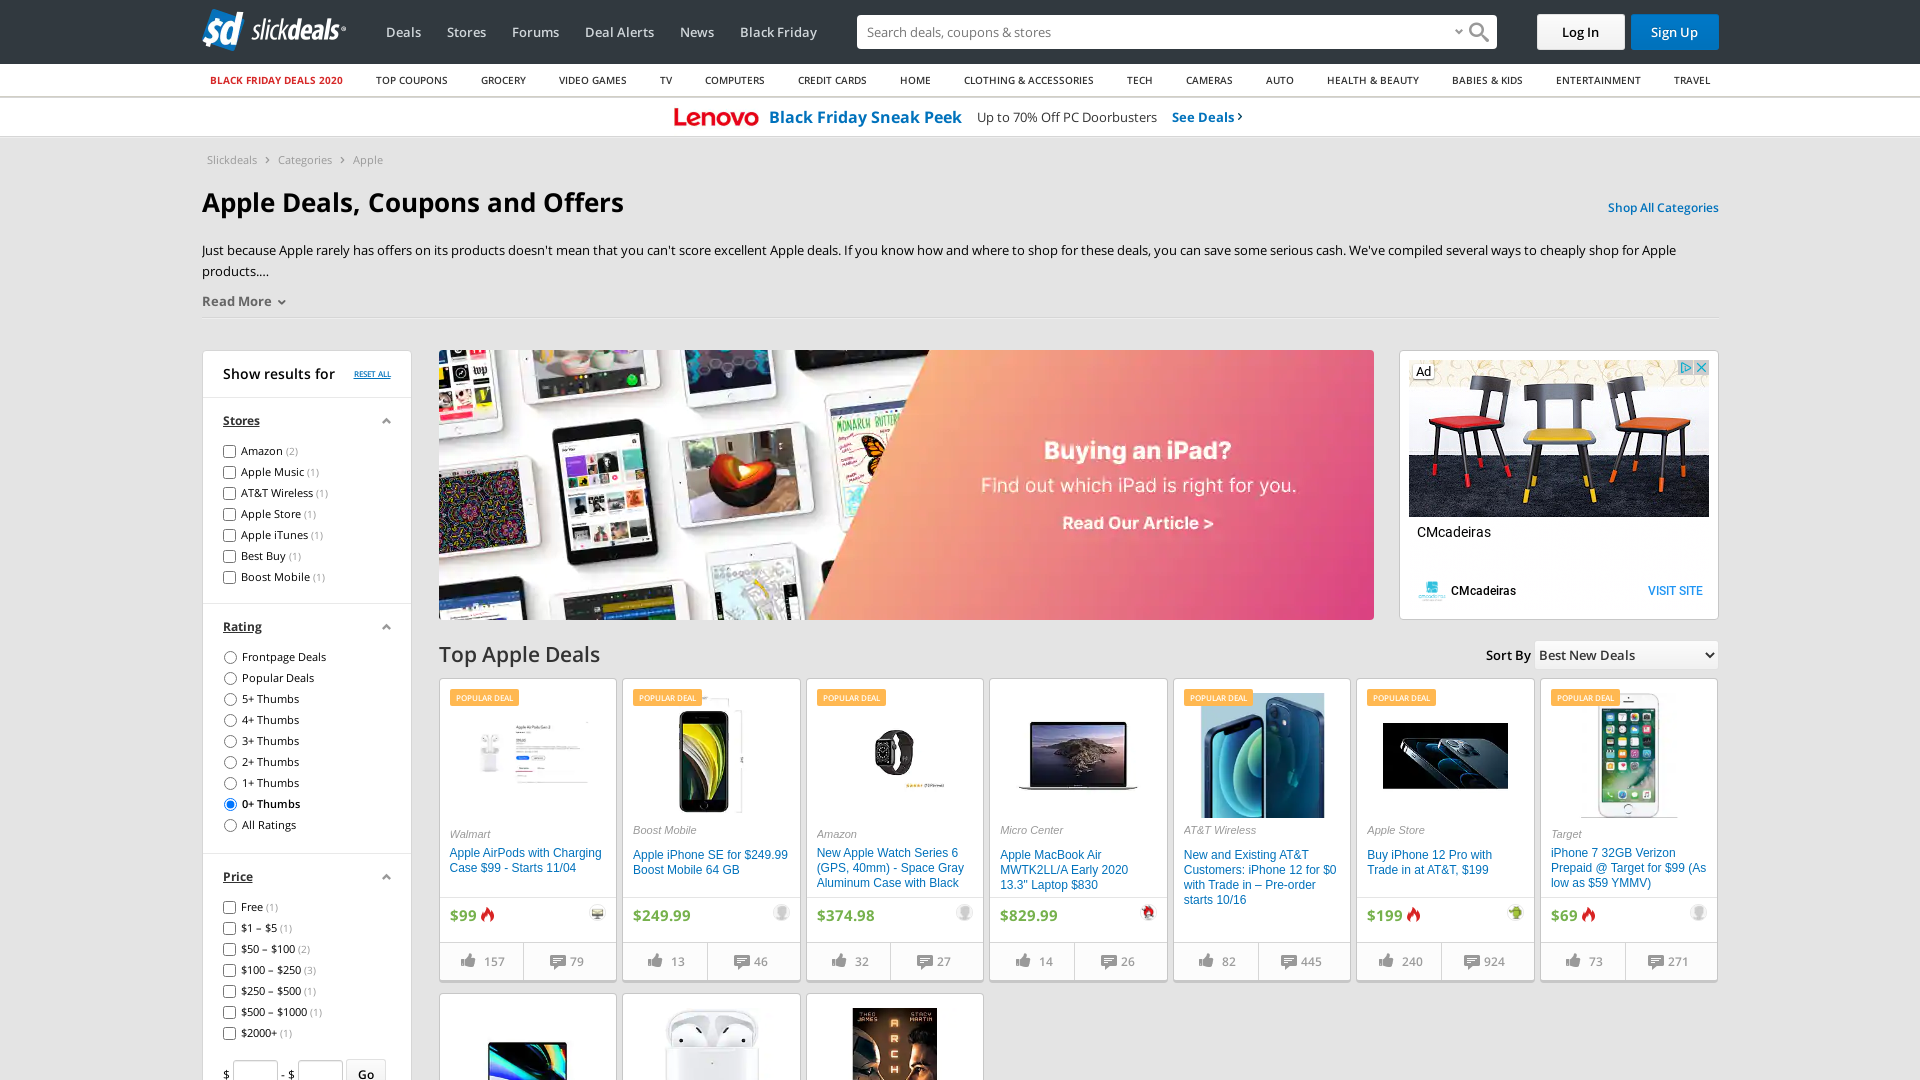 sd slickdeals
Deals
Stores
Forums
Deal Alerts
News
Black Friday
Search deals, coupons & stores
Log In
Sign Up
BLACK FRIDAY DEALS 2020
TOP COUPONS
GROCERY
VIDEO GAMES
TV
COMPUTERS
CREDIT CARDS
HOME
CLOTHING & ACCESSORIES
TECH
CAMERAS
AUTO
HEALTH & BEAUTY
BABIES & KIDS
ENTERTAINMENT
TRAVEL
Lenovo Black Friday Sneak Peek Up to 70% Off PC Doorbusters See Deals
Slickdeals > Categories > Apple
Apple Deals, Coupons and Offers
Shop All Categories
Just because Apple rarely has offers on its products doesn't mean that you can't score excellent Apple deals. If you know how and where to shop for these deals, you can save some serious cash. We've compiled several ways to cheaply shop for Apple
products....
Read More
Show results for
RESET ALL
Stores
Amazon (2)
Apple Music (1)
AT&T Wireless (1)
Apple Store (1)
Apple iTunes (1)
Best Buy (1)
Boost Mobile (1)
Rating
Frontpage Deals
Popular Deals
5+ Thumbs
4+ Thumbs
3+ Thumbs
2+ Thumbs
1+ Thumbs
0+ Thumbs
All Ratings
Price
Free (1)
$1 – $5 (1)
$50 – $100 (2)
$100 – $250 (3)
$250 – $500 (1)
$500 – $1000 (1)
$2000+ (1)
$ - $ Go
Buying an iPad?
Find out which iPad is right for you.
Read Our Article >
Ad
CMcadeiras
CMcadeiras
VISIT SITE
Top Apple Deals
Sort By Best New Deals
POPULAR DEAL
Walmart
Apple AirPods with Charging
Case $99 - Starts 11/04
$99
157
79
POPULAR DEAL
Boost Mobile
Apple iPhone SE for $249.99
Boost Mobile 64 GB
$249.99
13
46
POPULAR DEAL
Amazon
New Apple Watch Series 6
(GPS, 40mm) - Space Gray
Aluminum Case with Black
$374.98
32
27
Micro Center
Apple MacBook Air
MWTK2LL/A Early 2020
13.3" Laptop $830
$829.99
14
26
POPULAR DEAL
AT&T Wireless
New and Existing AT&T
Customers: iPhone 12 for $0
with Trade in – Pre-order
starts 10/16
82
445
POPULAR DEAL
Apple Store
Buy iPhone 12 Pro with
Trade in at AT&T, $199
$199
240
924
POPULAR DEAL
Target
iPhone 7 32GB Verizon
Prepaid @ Target for $99 (As
low as $59 YMMV)
$69
73
271
THEO JAMES
STACY MARTIN
ARCH